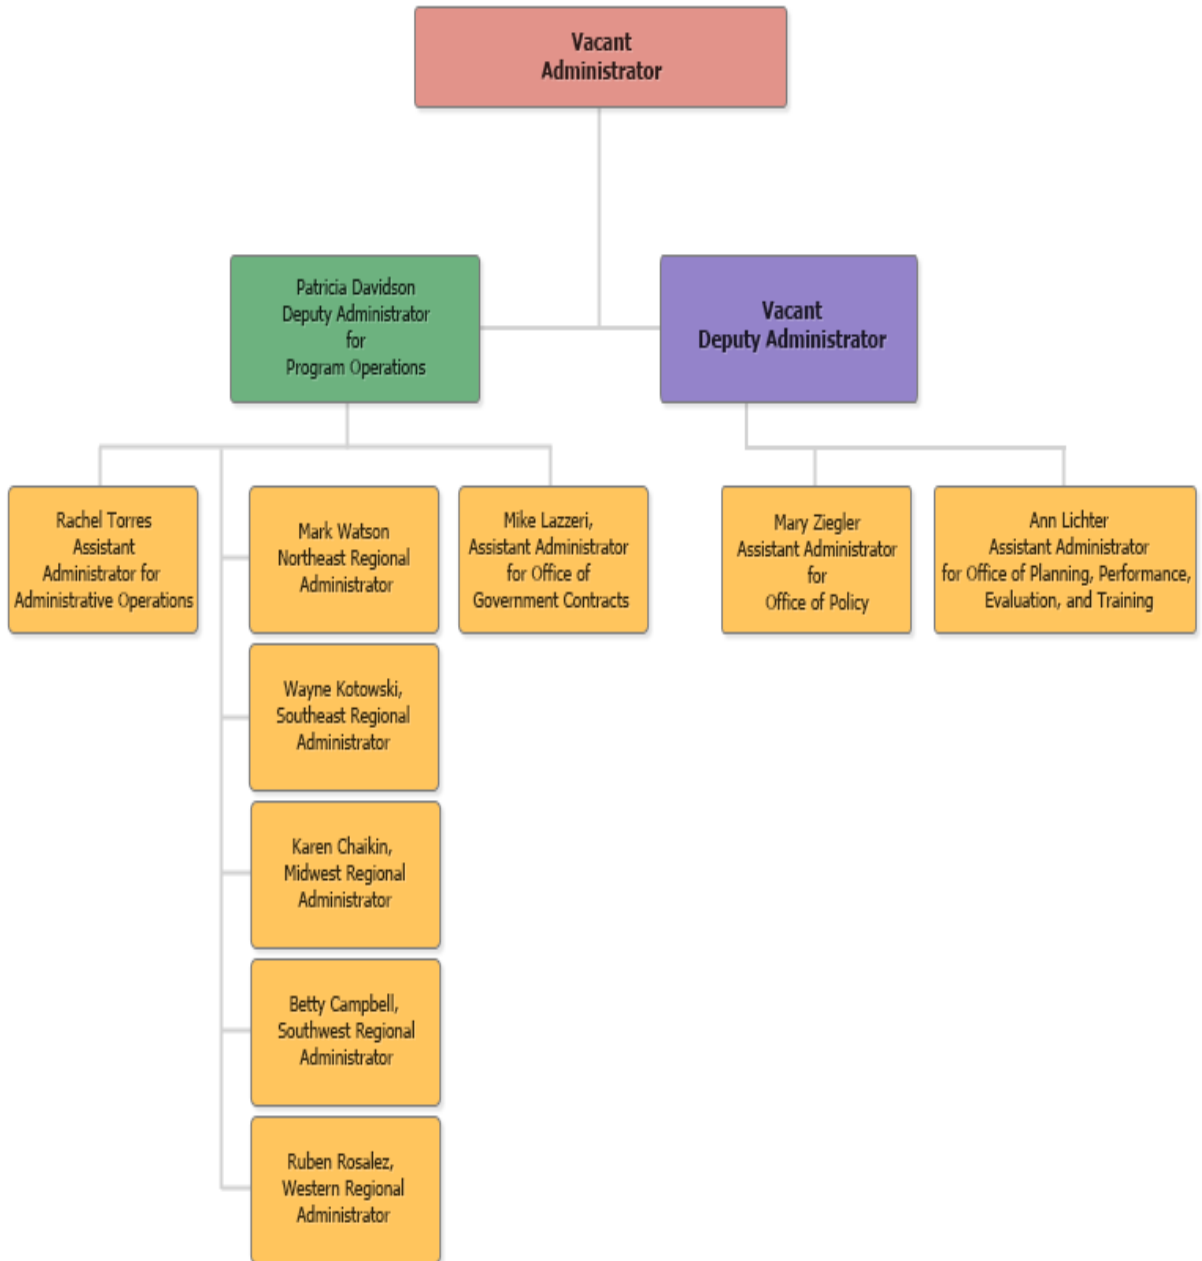 Vacant
Administrator
Patricia Davidson
Deputy Administrator
for
Program Operations
Vacant
Deputy Administrator
Rachel Torres
Assistant
Administrator for
Administrative Operations
Mark Watson
Northeast Regional
Administrator
Mike Lazzeri,
Assistant Administrator
for Office of
Government Contracts
Mary Ziegler
Assistant Administrator
for
Office of Policy
Ann Lichter
Assistant Administrator
for Office of Planning, Performance,
Evaluation, and Training
Wayne Kotowski,
Southeast Regional
Administrator
Karen Chaikin,
Midwest Regional
Administrator
Betty Campbell,
Southwest Regional
Administrator
Ruben Rosalez,
Western Regional
Administrator